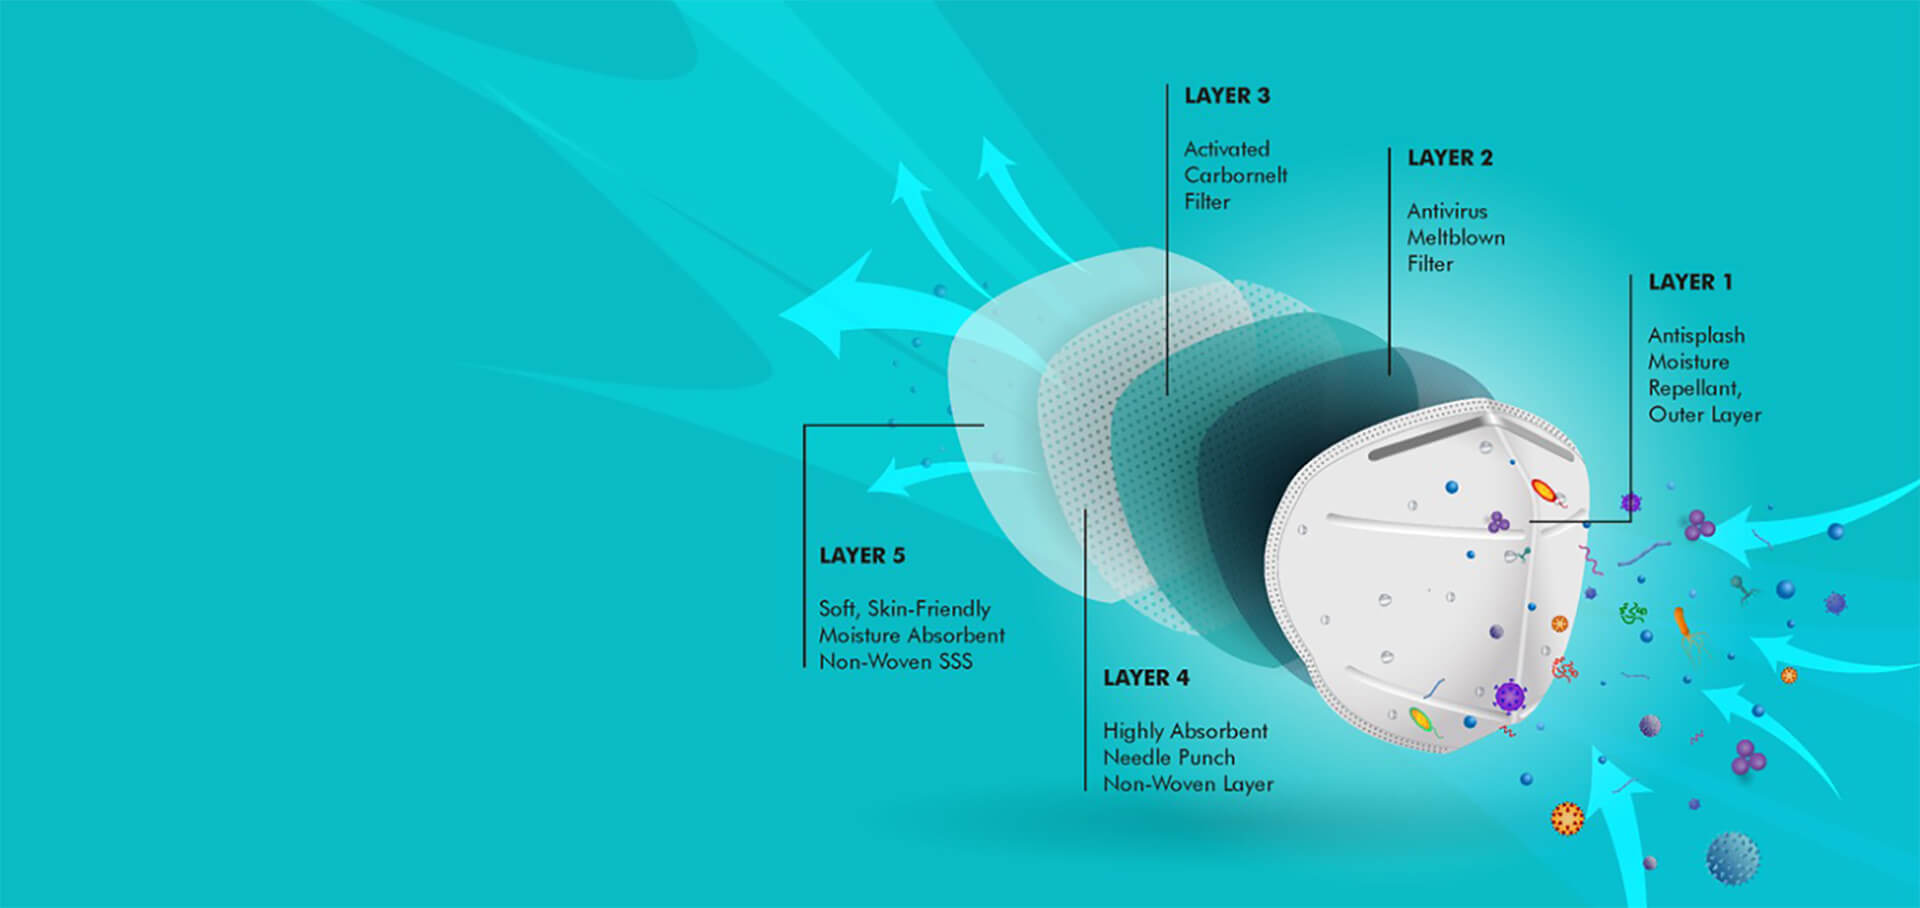 LAYER 3
Activated
Carbornelt
Filter
LAYER 2
Antivirus
Meltblown
Filter
LAYER 1
Antisplash
Moisture
Repellant,
Outer Layer
LAYER 5
Soft, Skin-Friendly
Moisture Absorbent
Non-Woven SSS
LAYER 4
Highly Absorbent
Needle Punch
Non-Woven Layer